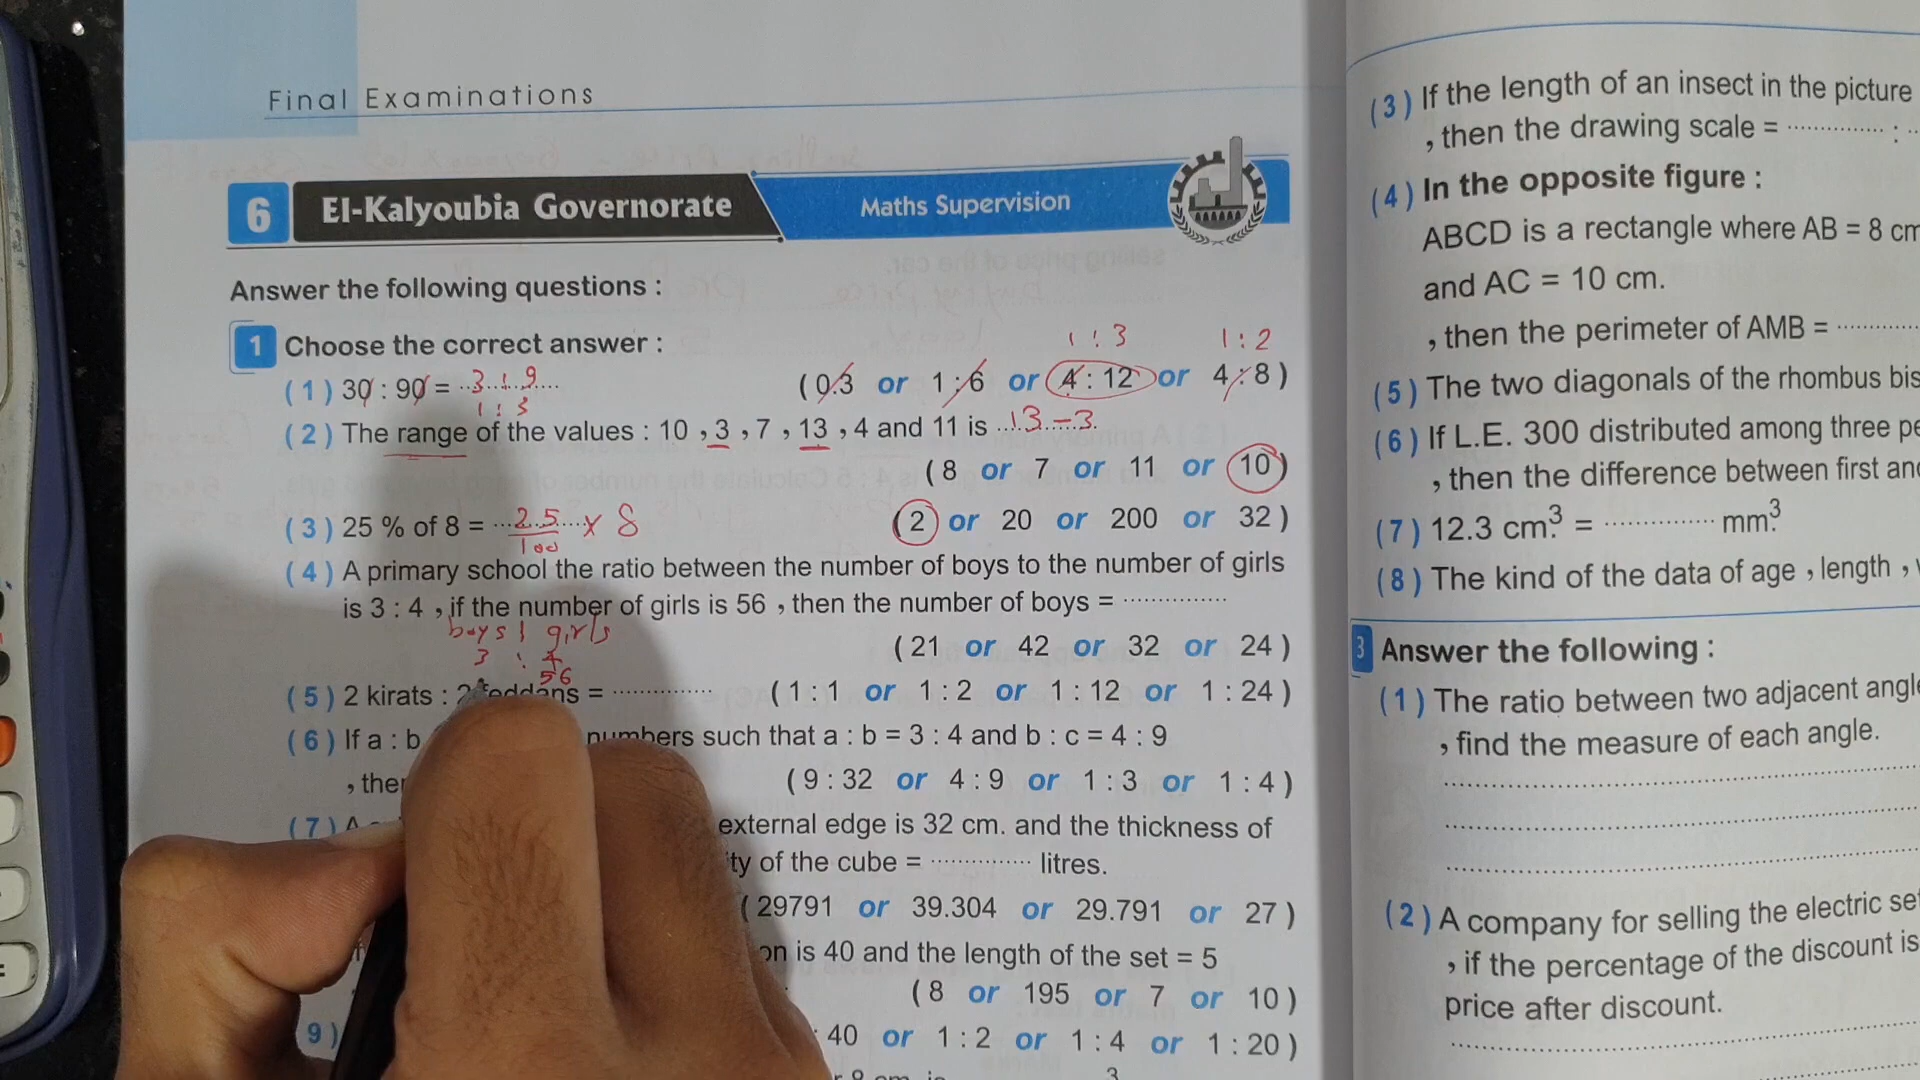 Final Examinations
6 El-Kalyoubia Governorate Maths Supervision
Answer the following questions :
1 Choose the correct answer :
1 : 3 1 : 2
(1) 30 : 90 = 3 : 9 (0.3 or 1 : 6 or 4 : 12 or 4 : 8)
1 : 3
(2) The range of the values : 10 , 3 , 7 , 13 , 4 and 11 is 13 - 3
(8 or 7 or 11 or 10)
(3) 25 % of 8 = 25/100 x 8 (2 or 20 or 200 or 32)
(4) A primary school the ratio between the number of boys to the number of girls
is 3 : 4 , if the number of girls is 56 , then the number of boys = ...............
boys : girls
3 : 4
56
(21 or 42 or 32 or 24)
(5) 2 kirats : 2 feddans = ............... (1 : 1 or 1 : 2 or 1 : 12 or 1 : 24)
(6) If a : b numbers such that a : b = 3 : 4 and b : c = 4 : 9
, (9 : 32 or 4 : 9 or 1 : 3 or 1 : 4)
(7) A external edge is 32 cm. and the thickness of
of the cube = ............... litres.
(29791 or 39.304 or 29.791 or 27)
is 40 and the length of the set = 5
(8 or 195 or 7 or 10)
9) 40 or 1 : 2 or 1 : 4 or 1 : 20)
(3) If the length of an insect in the picture
, then the drawing scale = ............... :
(4) In the opposite figure :
ABCD is a rectangle where AB = 8 cm
and AC = 10 cm.
, then the perimeter of AMB = ...............
(5) The two diagonals of the rhombus bis
(6) If L.E. 300 distributed among three pe
, then the difference between first an
(7) 12.3 cm³. = ............... mm³.
(8) The kind of the data of age , length ,
3 Answer the following :
(1) The ratio between two adjacent angle
, find the measure of each angle.
(2) A company for selling the electric set
, if the percentage of the discount is
price after discount.